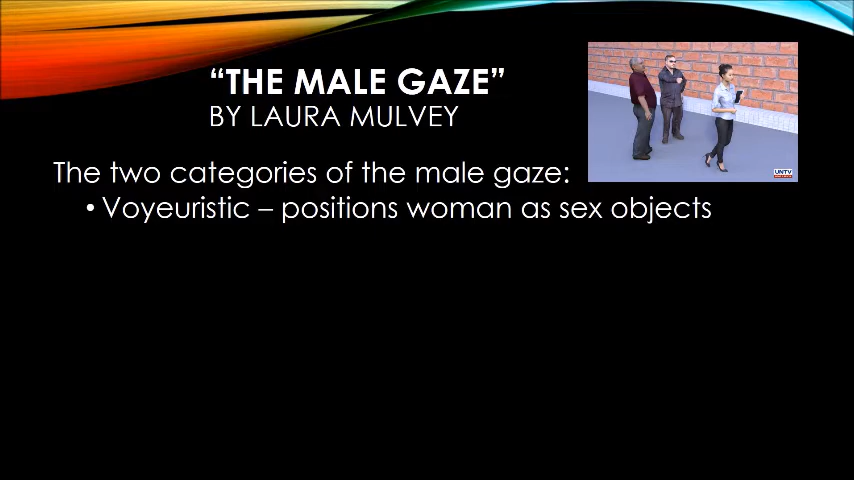 “THE MALE GAZE”
BY LAURA MULVEY
The two categories of the male gaze:
• Voyeuristic – positions woman as sex objects
UNTV